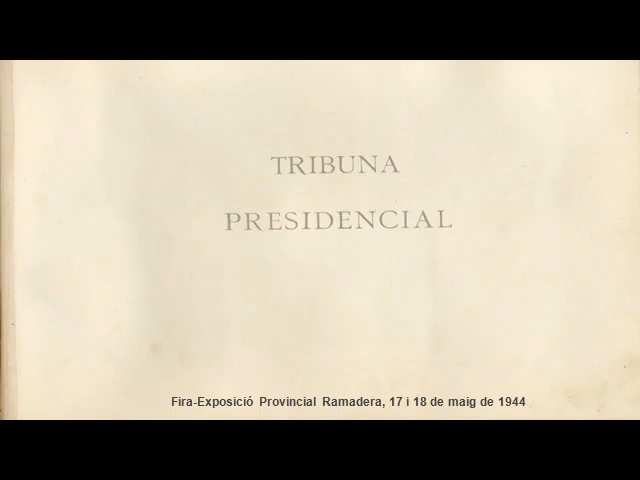 TRIBUNA
PRESIDENCIAL
Fira-Exposició Provincial Ramadera, 17 i 18 de maig de 1944